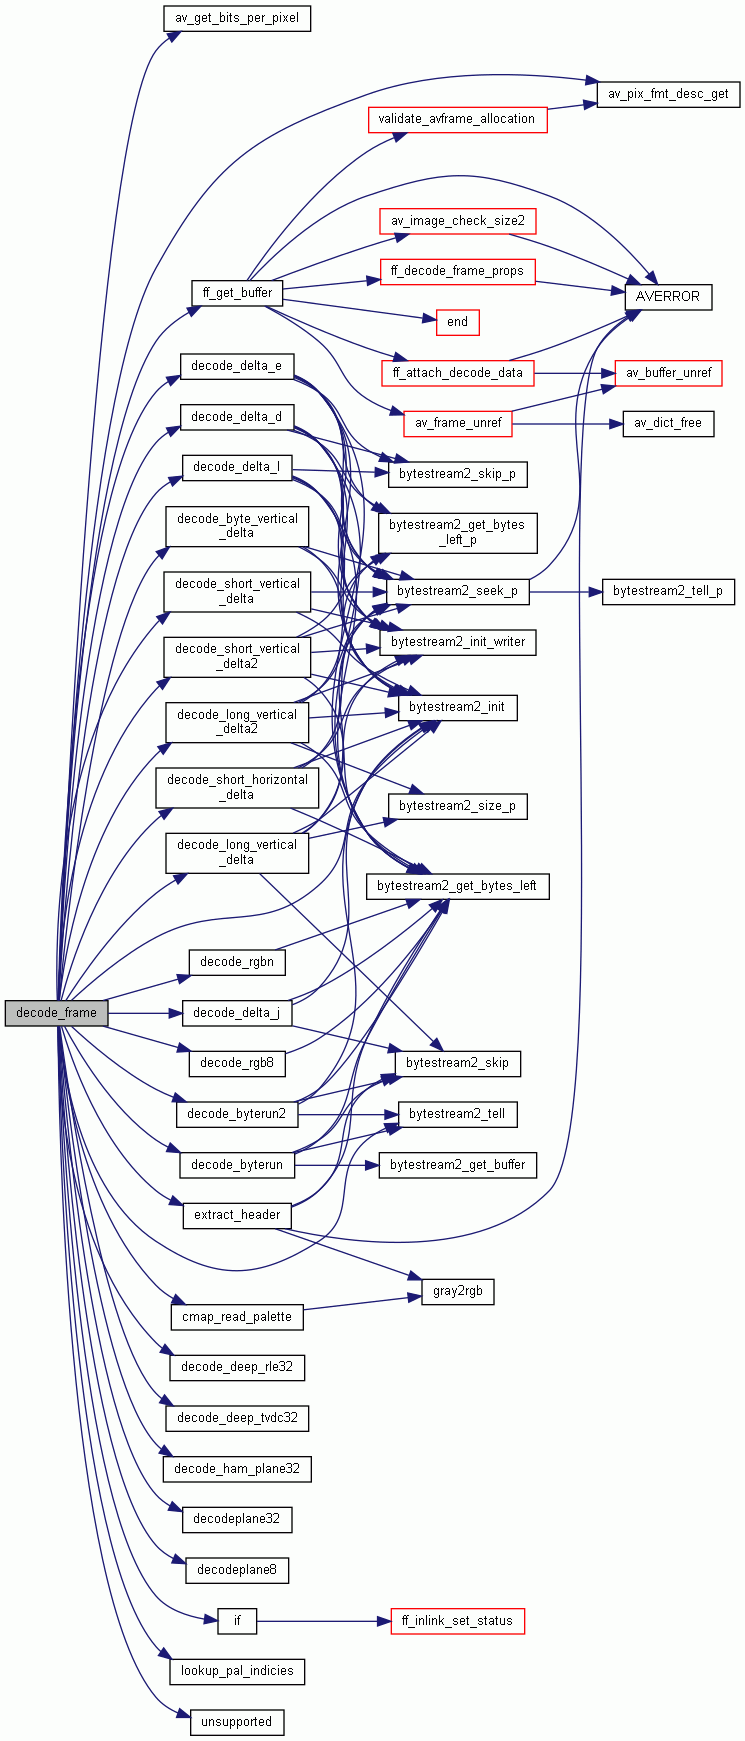 av_get_bits_per_pixel
av_pix_fmt_desc_get
validate_avframe_allocation
av_image_check_size2
ff_decode_frame_props
ff_get_buffer
AVERROR
end
decode_delta_e
ff_attach_decode_data
av_buffer_unref
decode_delta_d
av_frame_unref
av_dict_free
decode_delta_l
bytestream2_skip_p
decode_byte_vertical
_delta
bytestream2_get_bytes
_left_p
decode_short_vertical
_delta
bytestream2_seek_p
bytestream2_tell_p
decode_short_vertical
_delta2
bytestream2_init_writer
decode_long_vertical
_delta2
bytestream2_init
decode_short_horizontal
_delta
bytestream2_size_p
decode_long_vertical
_delta
bytestream2_get_bytes_left
decode_rgbn
decode_frame
decode_delta_j
decode_rgb8
bytestream2_skip
decode_byterun2
bytestream2_tell
decode_byterun
bytestream2_get_buffer
extract_header
gray2rgb
cmap_read_palette
decode_deep_rle32
decode_deep_tvdc32
decode_ham_plane32
decodeplane32
decodeplane8
if
ff_inlink_set_status
lookup_pal_indicies
unsupported